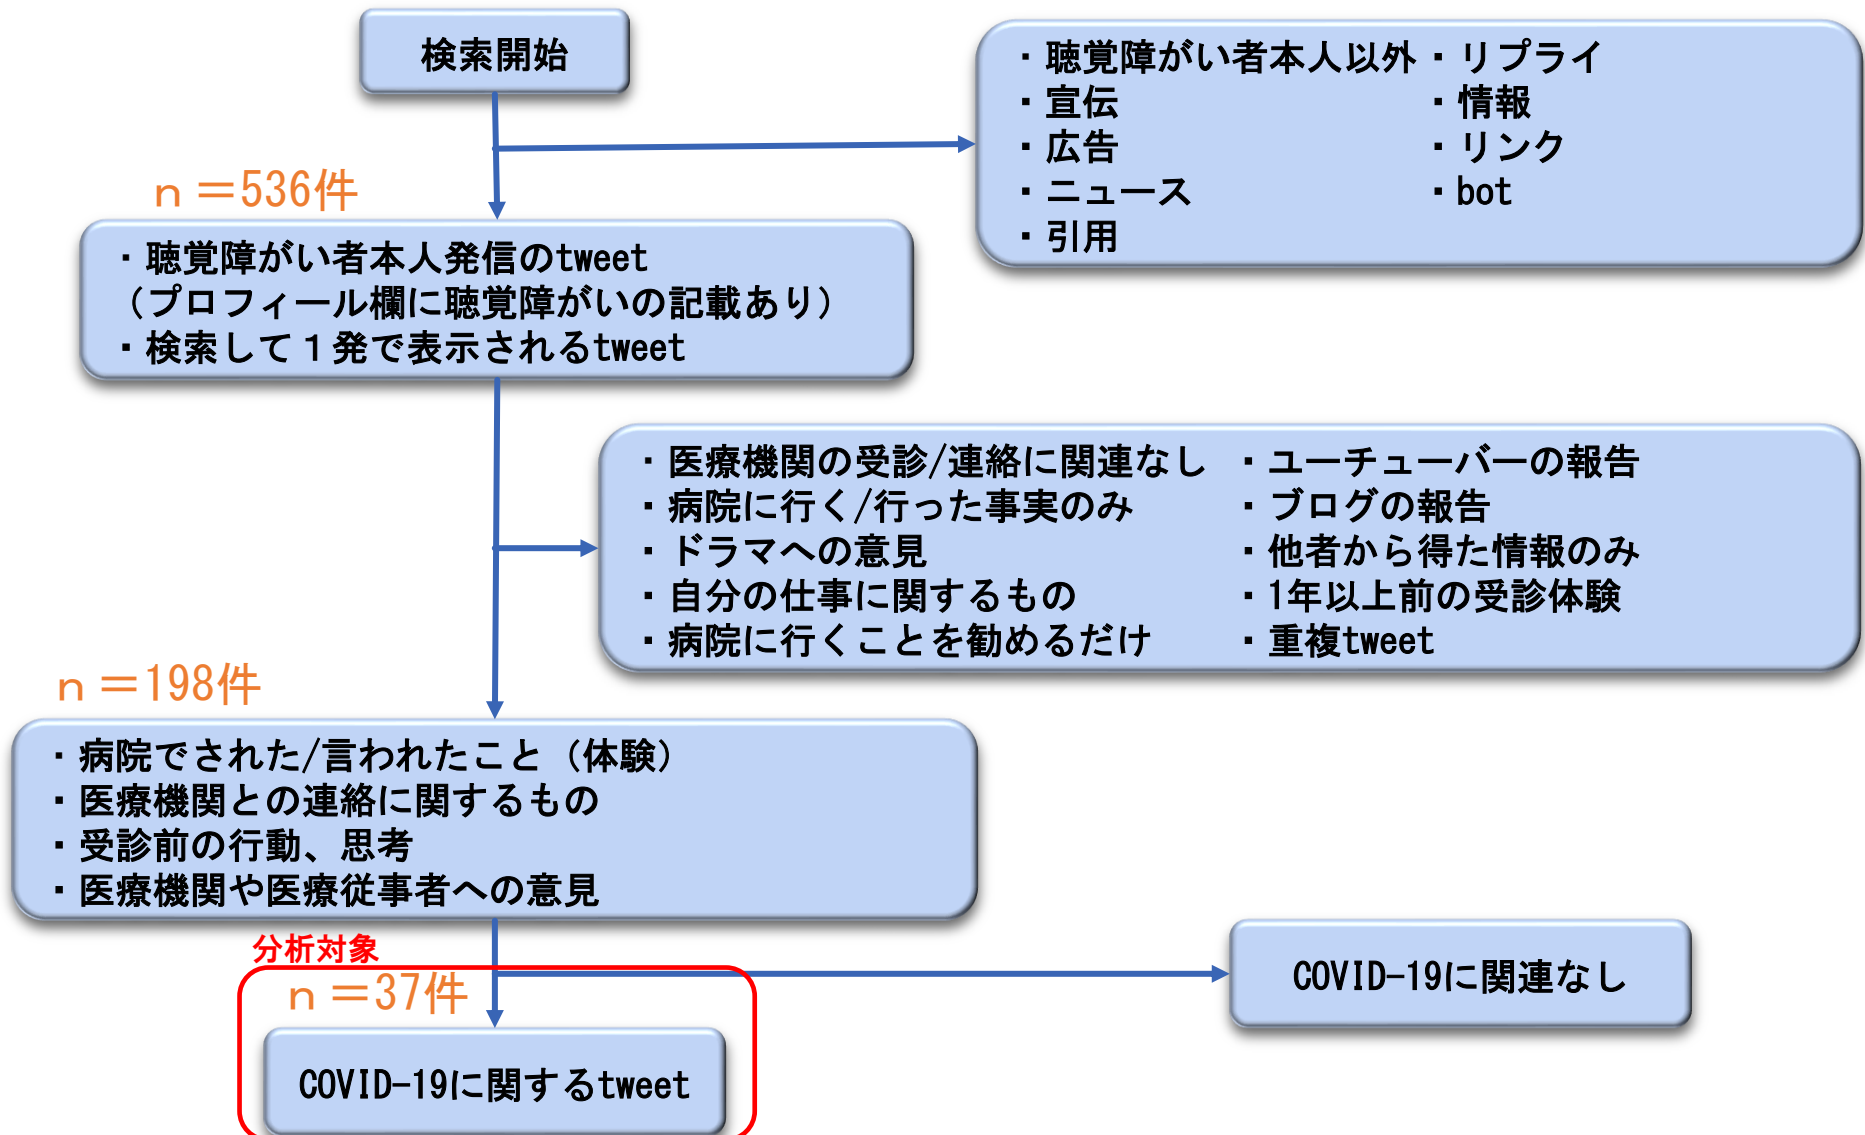 検索開始
・聴覚障がい者本人以外 ・リプライ
・宣伝 ・情報
・広告 ・リンク
・ニュース ・bot
・引用
ｎ＝536件
・聴覚障がい者本人発信のtweet
（プロフィール欄に聴覚障がいの記載あり）
・検索して１発で表示されるtweet
・医療機関の受診/連絡に関連なし ・ユーチューバーの報告
・病院に行く/行った事実のみ ・ブログの報告
・ドラマへの意見 ・他者から得た情報のみ
・自分の仕事に関するもの ・1年以上前の受診体験
・病院に行くことを勧めるだけ ・重複tweet
ｎ＝198件
・病院でされた/言われたこと（体験）
・医療機関との連絡に関するもの
・受診前の行動、思考
・医療機関や医療従事者への意見
分析対象
ｎ＝37件
COVID-19に関連なし
COVID-19に関するtweet